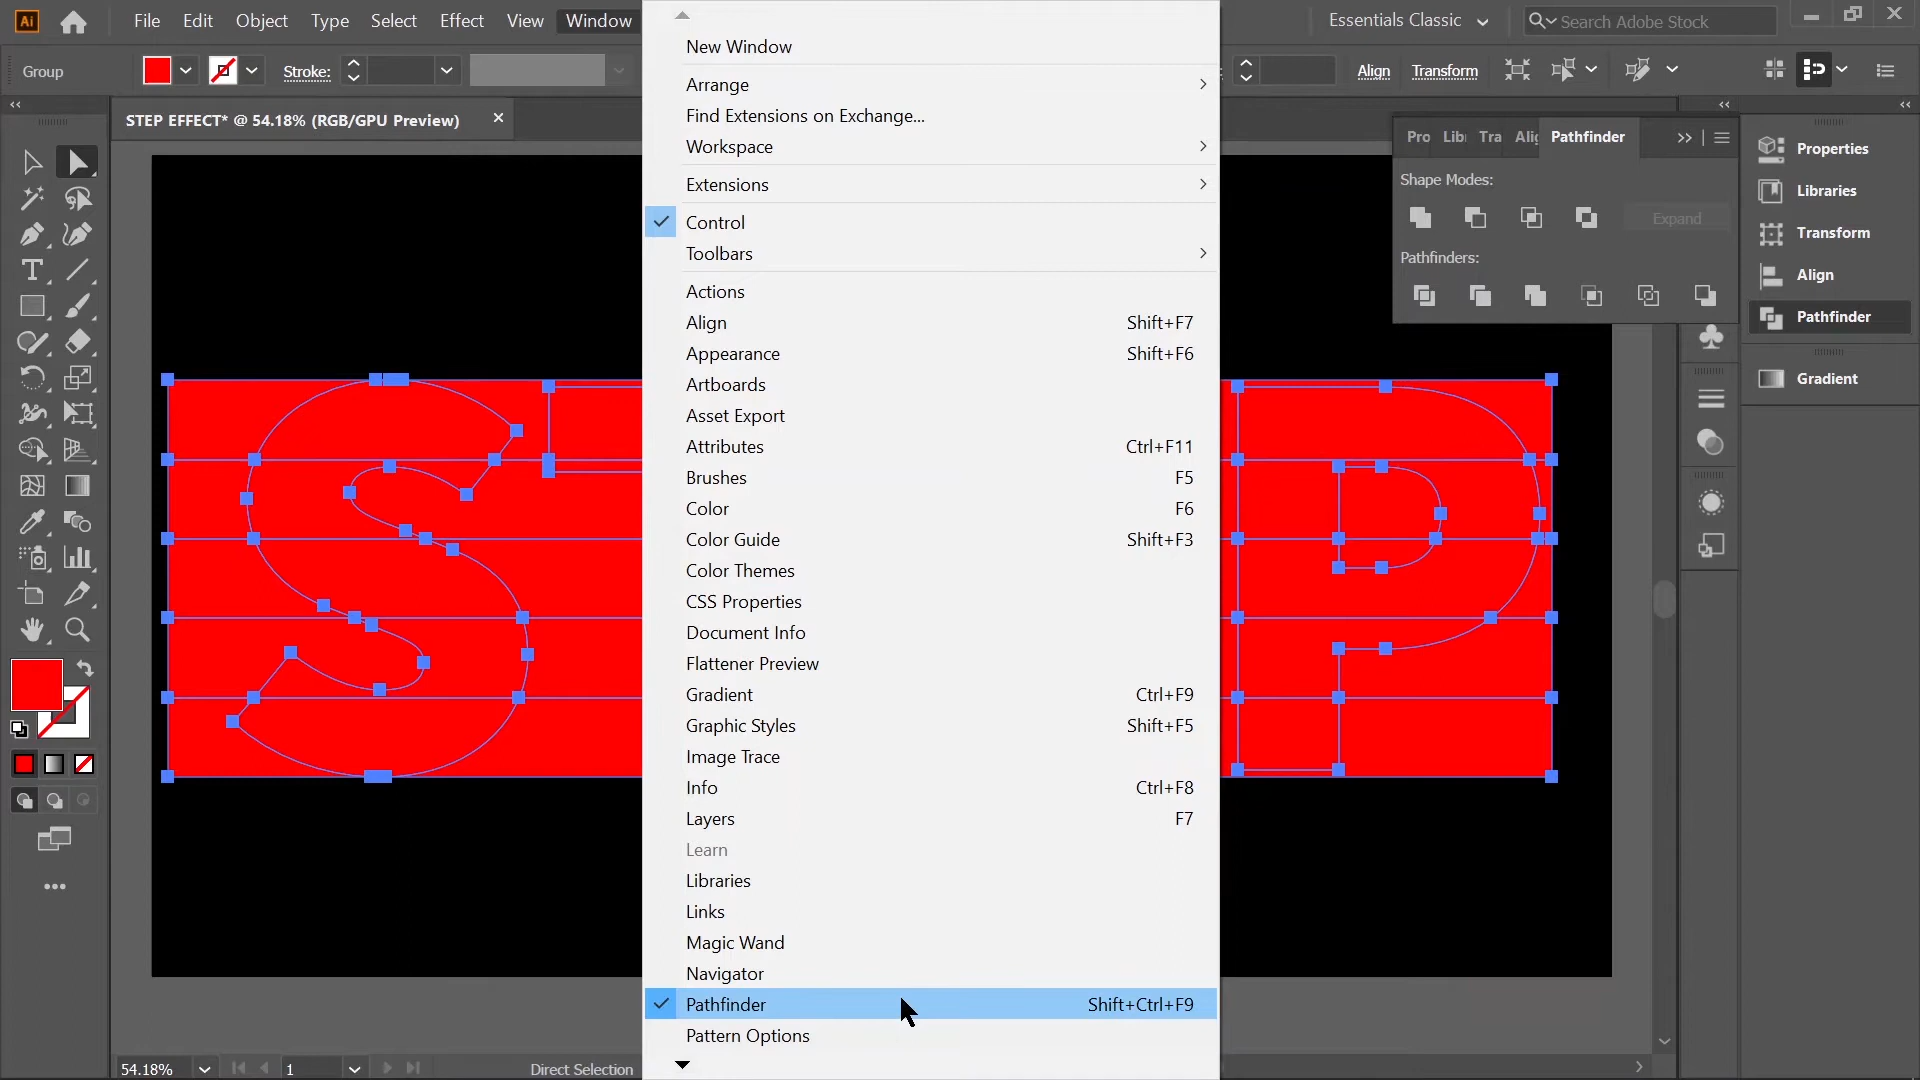 Ai File Edit Object Type Select Effect View Window Essentials Classic Search Adobe Stock
Group Stroke: Align Transform
STEP EFFECT* @ 54.18% (RGB/GPU Preview)
New Window
Arrange
Find Extensions on Exchange...
Workspace
Extensions
Control
Toolbars
Actions
Align Shift+F7
Appearance Shift+F6
Artboards
Asset Export
Attributes Ctrl+F11
Brushes F5
Color F6
Color Guide Shift+F3
Color Themes
CSS Properties
Document Info
Flattener Preview
Gradient Ctrl+F9
Graphic Styles Shift+F5
Image Trace
Info Ctrl+F8
Layers F7
Learn
Libraries
Links
Magic Wand
Navigator
Pathfinder Shift+Ctrl+F9
Pattern Options
Pro Lib Tra Alig Pathfinder
Shape Modes:
Expand
Pathfinders:
Properties
Libraries
Transform
Align
Pathfinder
Gradient
S P
54.18% 1 Direct Selection